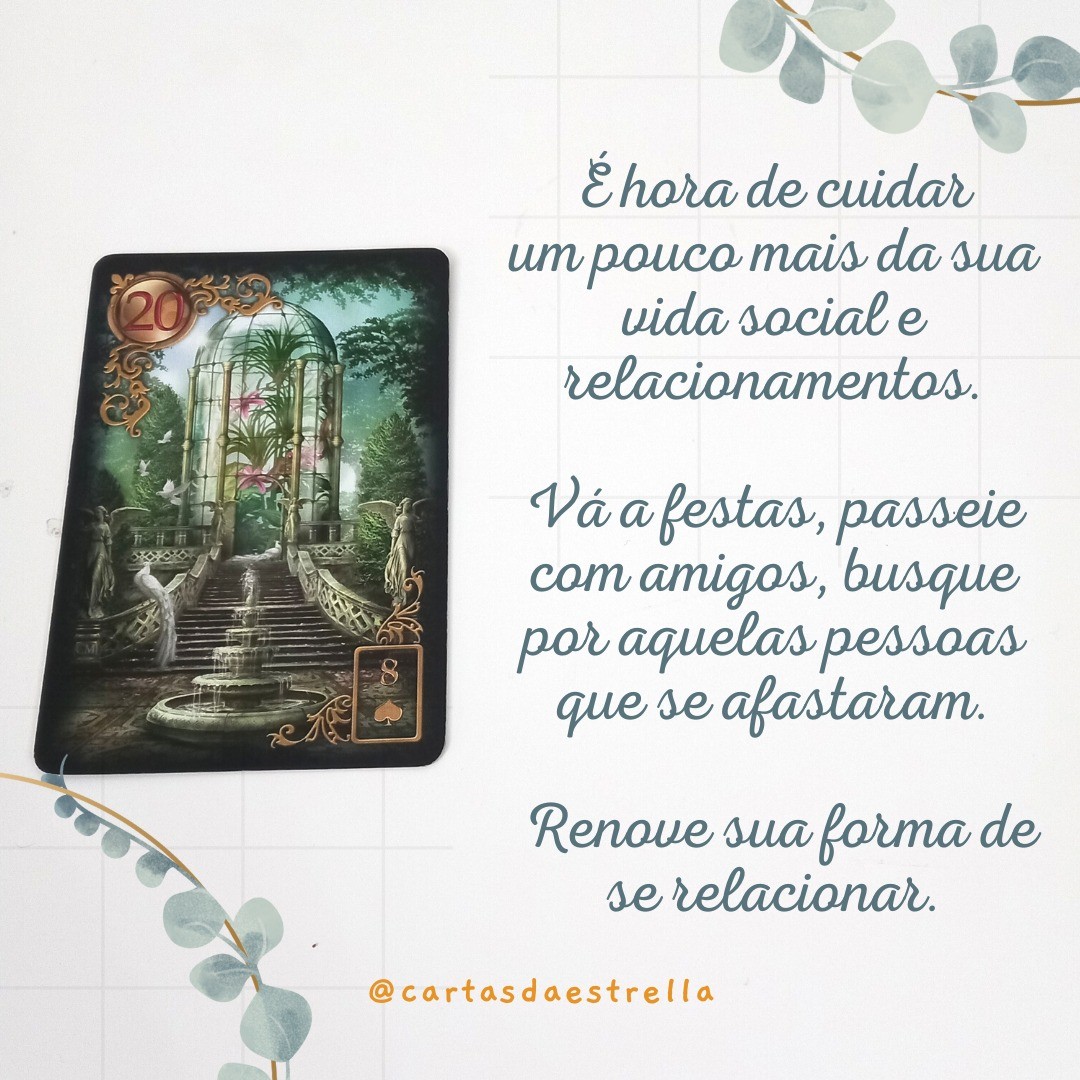 20
8
É hora de cuidar
um pouco mais da sua
vida social e
relacionamentos.
Vá a festas, passeie
com amigos, busque
por aquelas pessoas
que se afastaram.
Renove sua forma de
se relacionar.
@cartasdaestrella